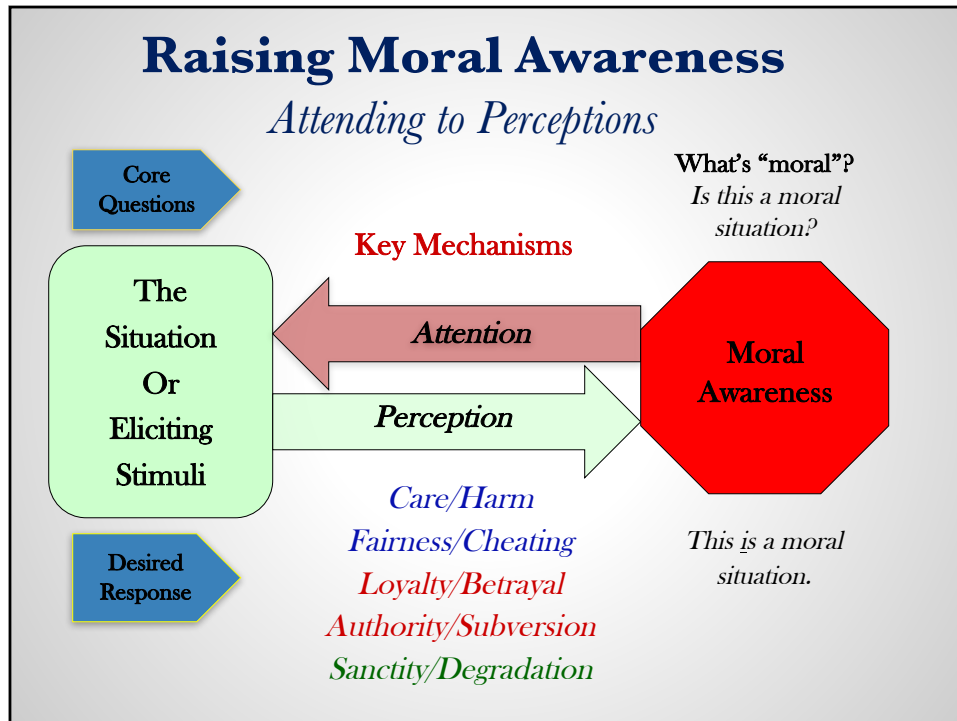 Raising Moral Awareness
Attending to Perceptions
Core
Questions
What's “moral”?
Is this a moral
situation?
Key Mechanisms
The
Situation
Or
Eliciting
Stimuli
Attention
Perception
Moral
Awareness
Care/Harm
Fairness/Cheating
Loyalty/Betrayal
Authority/Subversion
Sanctity/Degradation
Desired
Response
This is a moral
situation.